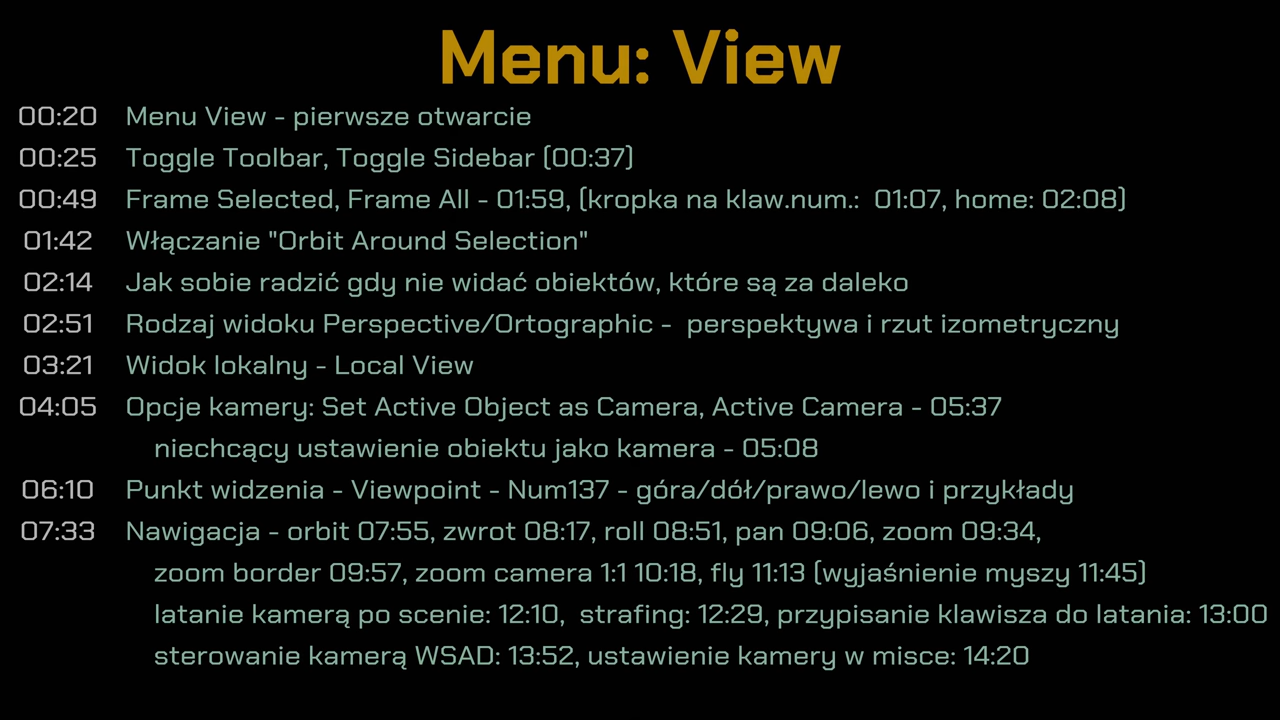 Menu: View
00:20 Menu View - pierwsze otwarcie
00:25 Toggle Toolbar, Toggle Sidebar (00:37)
00:49 Frame Selected, Frame All - 01:59, (kropka na klaw.num.: 01:07, home: 02:08)
01:42 Włączanie "Orbit Around Selection"
02:14 Jak sobie radzić gdy nie widać obiektów, które są za daleko
02:51 Rodzaj widoku Perspective/Ortographic - perspektywa i rzut izometryczny
03:21 Widok lokalny - Local View
04:05 Opcje kamery: Set Active Object as Camera, Active Camera - 05:37
niechcący ustawienie obiektu jako kamera - 05:08
06:10 Punkt widzenia - Viewpoint - Num137 - góra/dół/prawo/lewo i przykłady
07:33 Nawigacja - orbit 07:55, zwrot 08:17, roll 08:51, pan 09:06, zoom 09:34,
zoom border 09:57, zoom camera 1:1 10:18, fly 11:13 (wyjaśnienie myszy 11:45)
latanie kamerą po scenie: 12:10, strafing: 12:29, przypisanie klawisza do latania: 13:00
sterowanie kamerą WSAD: 13:52, ustawienie kamery w misce: 14:20